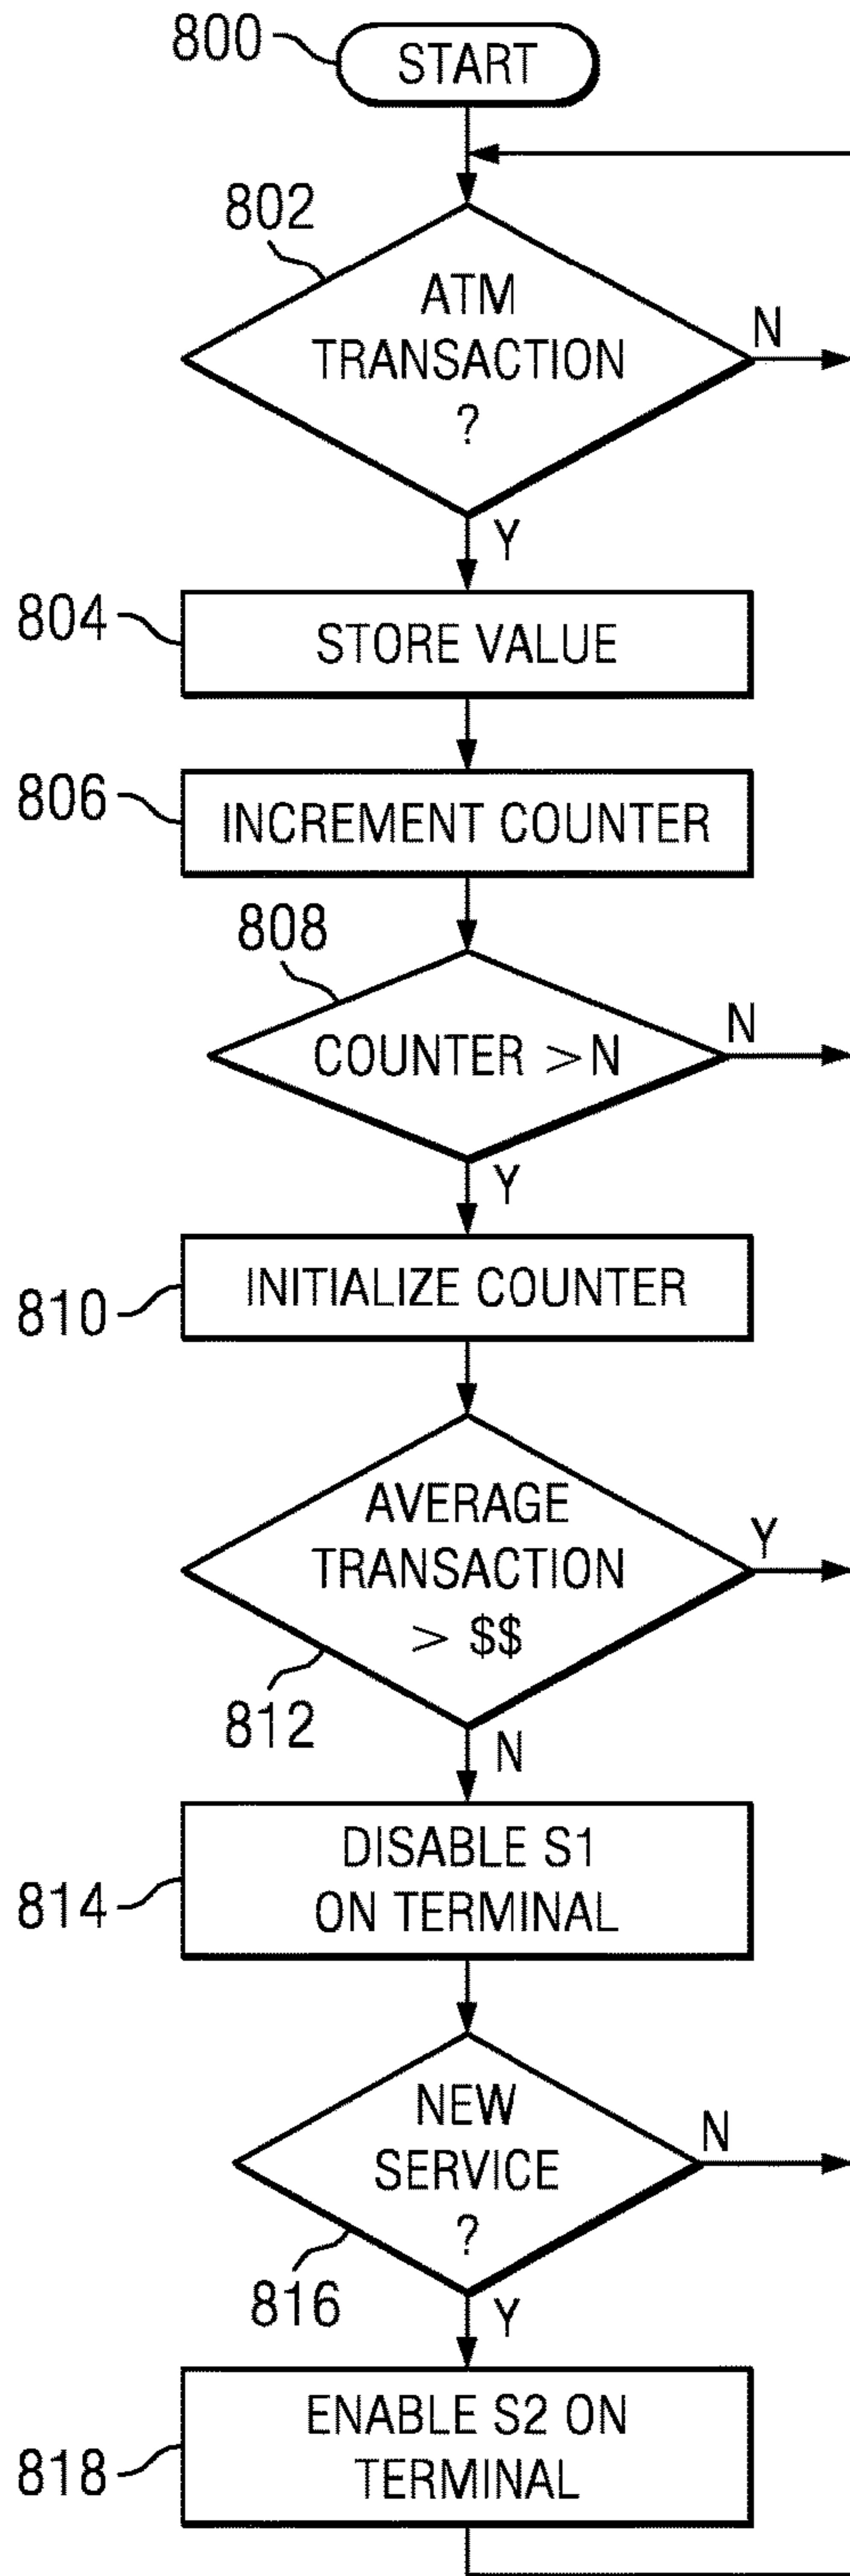 800
START
802
ATM
TRANSACTION
?
N
Y
804
STORE VALUE
806
INCREMENT COUNTER
808
COUNTER > N
N
Y
810
INITIALIZE COUNTER
AVERAGE
TRANSACTION
> $$
Y
812
N
814
DISABLE S1
ON TERMINAL
NEW
SERVICE
?
N
816
Y
818
ENABLE S2 ON
TERMINAL